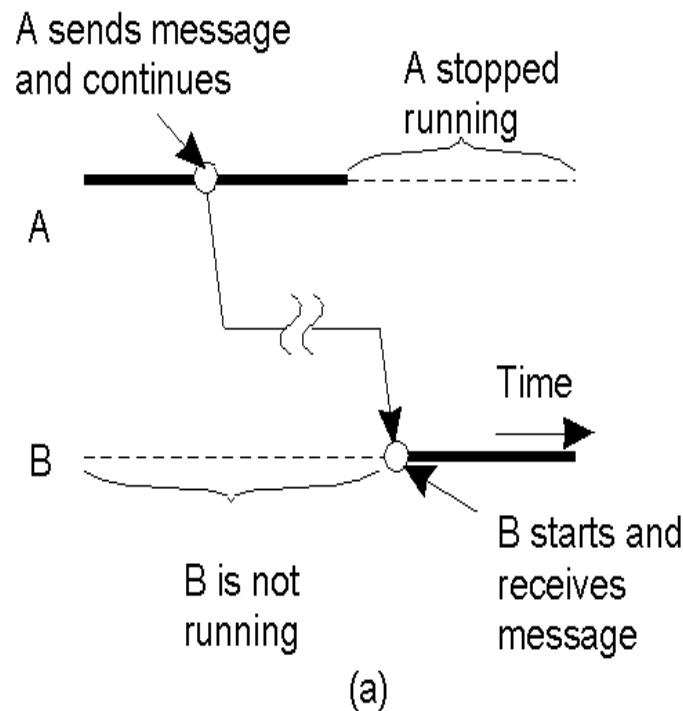 A sends message
and continues
A stopped
running
A
Time
B
B starts and
receives
message
B is not
running
(a)